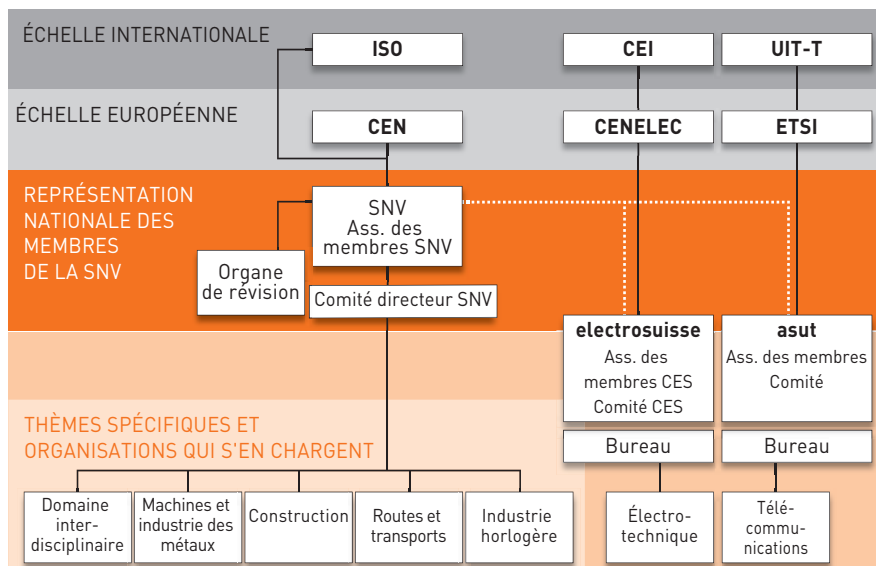 ÉCHELLE INTERNATIONALE
ISO
CEI
UIT-T
ÉCHELLE EUROPÉENNE
CEN
CENELEC
ETSI
REPRÉSENTATION
NATIONALE DES
MEMBRES
DE LA SNV
SNV
Ass. des
membres SNV
Organe
de révision
Comité directeur SNV
electrosuisse
Ass. des
membres CES
Comité CES
asut
Ass. des membres
Comité
THÈMES SPÉCIFIQUES ET
ORGANISATIONS QUI S'EN CHARGENT
Bureau
Bureau
Domaine
inter-
disciplinaire
Machines et
industrie des
métaux
Construction
Routes et
transports
Industrie
horlogère
Électro-
technique
Télé-
commu-
nications